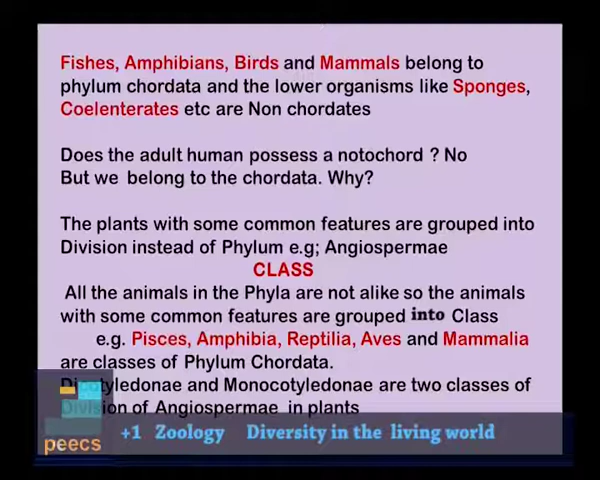 Fishes, Amphibians, Birds and Mammals belong to
phylum chordata and the lower organisms like Sponges,
Coelenterates etc are Non chordates
Does the adult human possess a notochord ? No
But we belong to the chordata. Why?
The plants with some common features are grouped into
Division instead of Phylum e.g; Angiospermae
CLASS
All the animals in the Phyla are not alike so the animals
with some common features are grouped into Class
e.g. Pisces, Amphibia, Reptilia, Aves and Mammalia
are classes of Phylum Chordata.
Dicotyledonae and Monocotyledonae are two classes of
Division of Angiospermae in plants
peecs
+1 Zoology Diversity in the living world